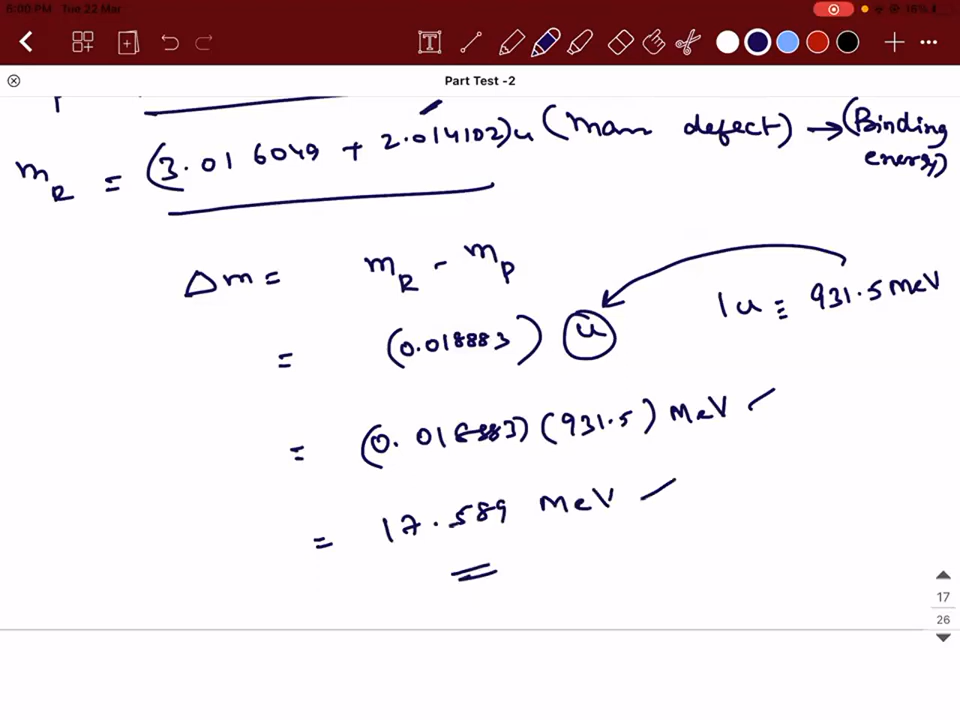 5:00 PM Tue 22 Mar
16%
Part Test -2
m_R = (3.016049 + 2.014102)u (Mass defect) → (Binding energy)
Δm = m_R - m_p
1u ≡ 931.5 MeV
= (0.018883) u
= (0.018883) (931.5) MeV
= 17.589 MeV
17
26